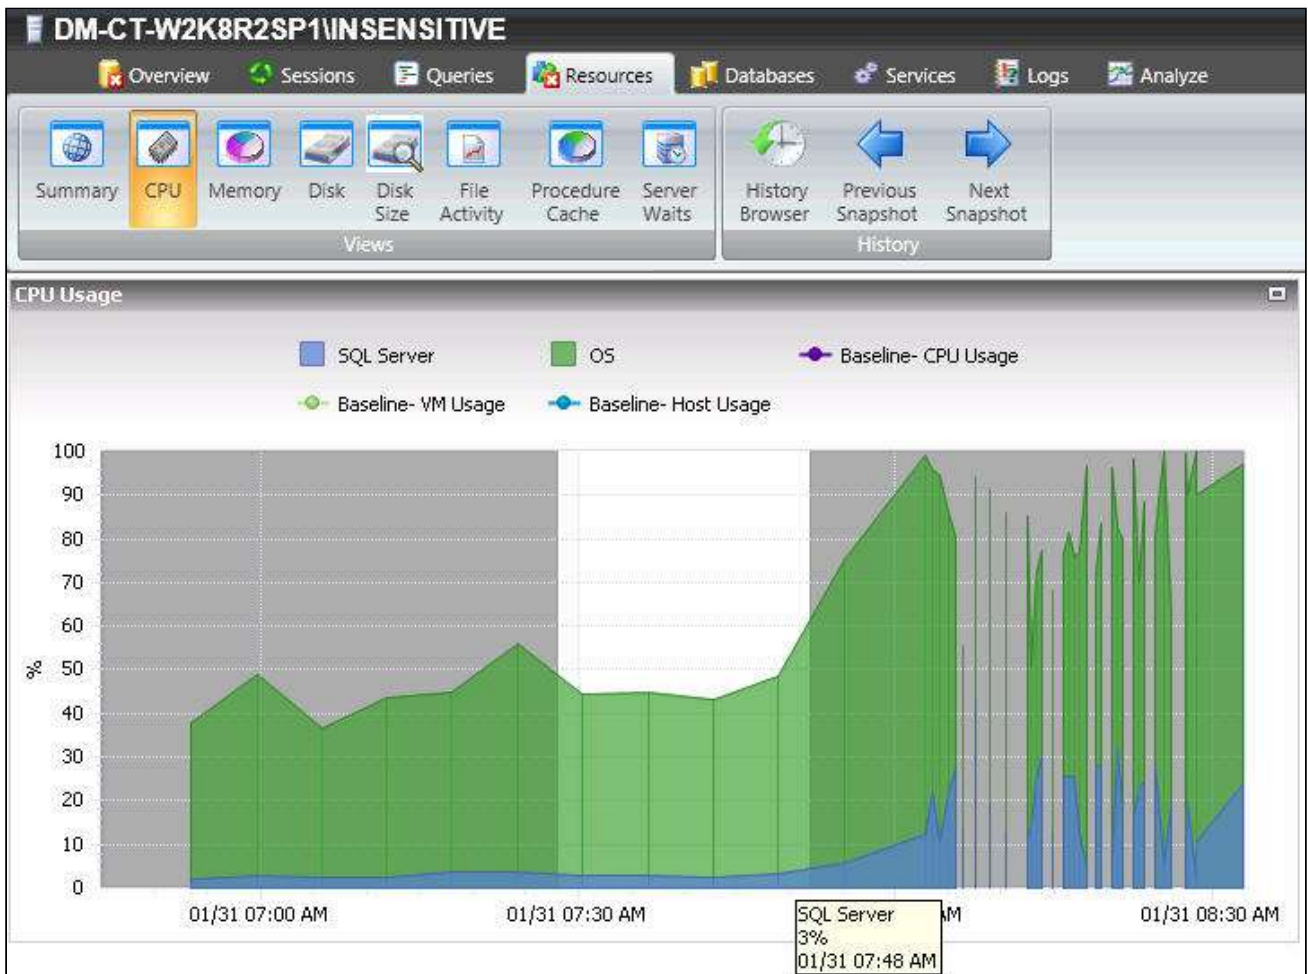 DM-CT-W2K8R2SP1\INSENSITIVE
Overview Sessions Queries Resources Databases Services Logs Analyze
Summary CPU Memory Disk Disk Size File Activity Procedure Cache Server Waits History Browser Previous Snapshot Next Snapshot
Views History
CPU Usage
SQL Server OS Baseline- CPU Usage
Baseline- VM Usage Baseline- Host Usage
100
90
80
70
60
50
40
30
20
10
0
%
01/31 07:00 AM 01/31 07:30 AM M 01/31 08:30 AM
SQL Server
3%
01/31 07:48 AM